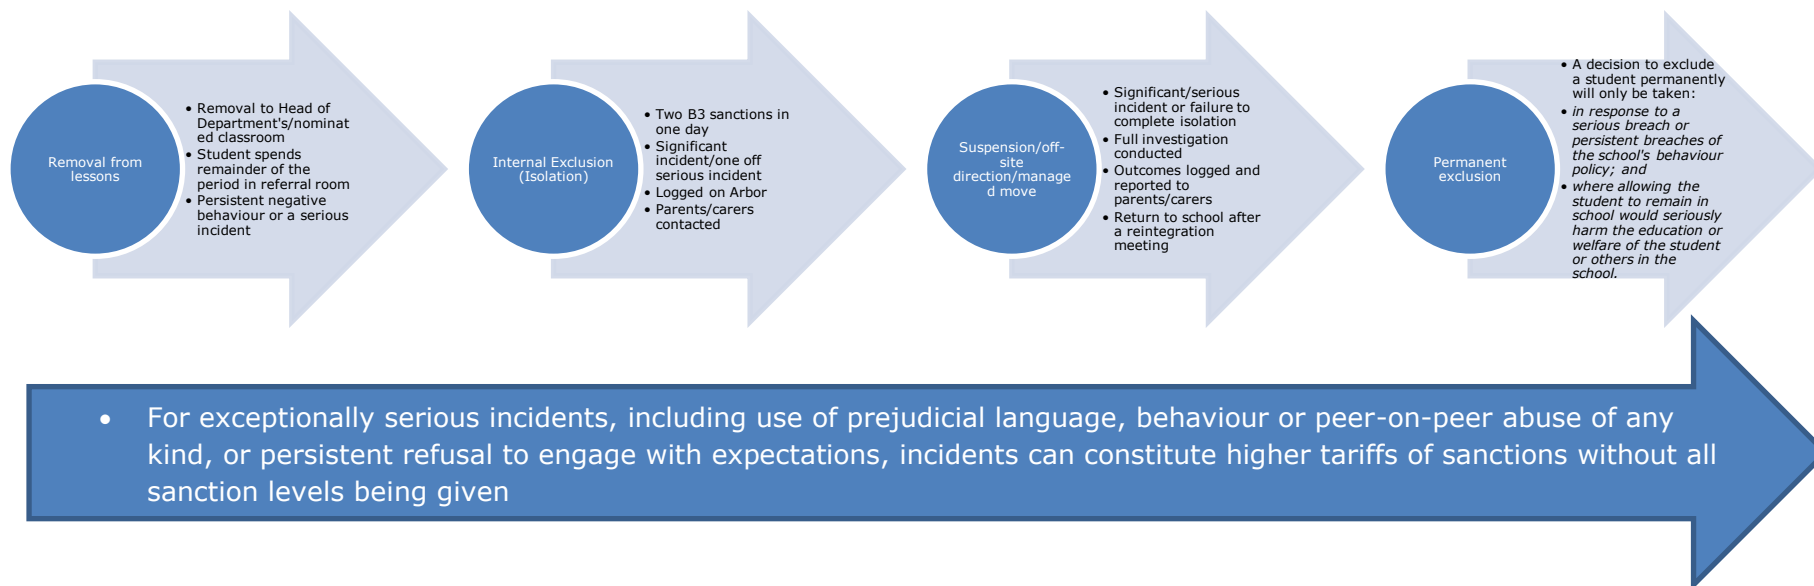 Removal from
lessons
• Removal to Head of
Department's/nominat
ed classroom
• Student spends
remainder of the
period in referral room
• Persistent negative
behaviour or a serious
incident
Internal Exclusion
(Isolation)
• Two B3 sanctions in
one day
• Significant
incident/one off
serious incident
• Logged on Arbor
• Parents/carers
contacted
Suspension/off-
site
direction/manage
d move
• Significant/serious
incident or failure to
complete isolation
• Full investigation
conducted
• Outcomes logged and
reported to
parents/carers
• Return to school after
a reintegration
meeting
Permanent
exclusion
• A decision to exclude
a student permanently
will only be taken:
• in response to a
serious breach or
persistent breaches of
the school's behaviour
policy; and
• where allowing the
student to remain in
school would seriously
harm the education or
welfare of the student
or others in the
school.
• For exceptionally serious incidents, including use of prejudicial language, behaviour or peer-on-peer abuse of any
kind, or persistent refusal to engage with expectations, incidents can constitute higher tariffs of sanctions without all
sanction levels being given